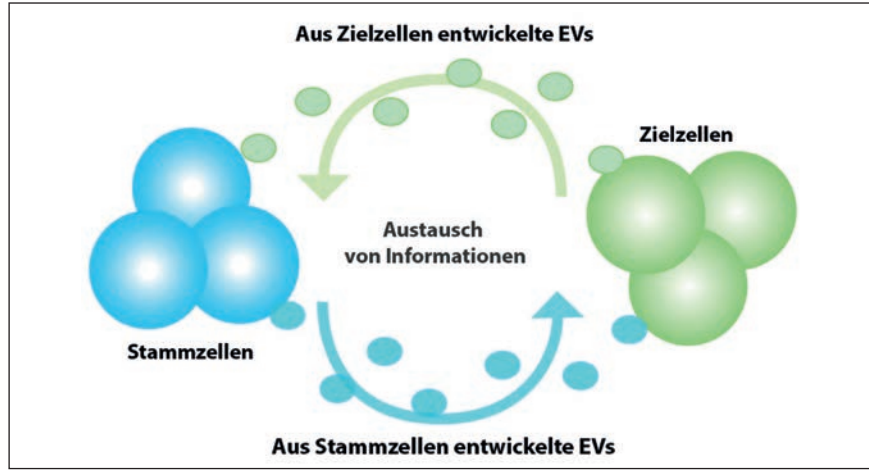 Aus Zielzellen entwickelte EVs
Zielzellen
Austausch
von Informationen
Stammzellen
Aus Stammzellen entwickelte EVs